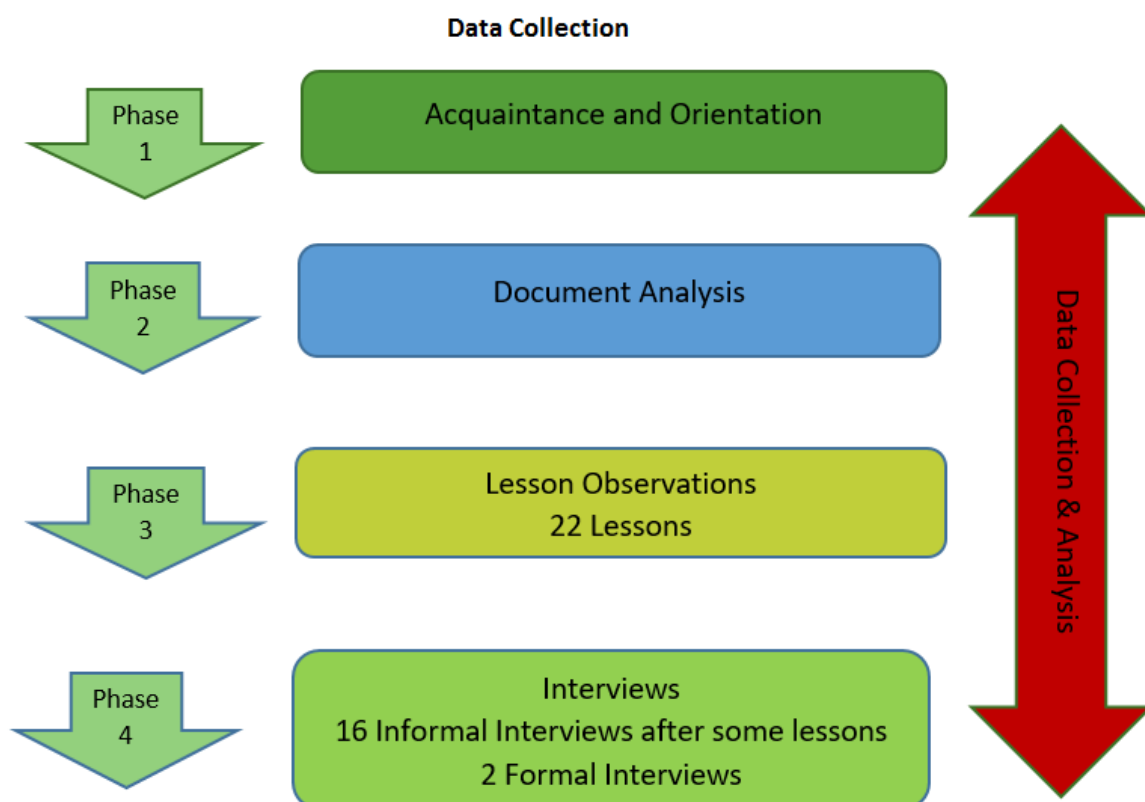 Data Collection
Phase
1
Acquaintance and Orientation
Phase
2
Document Analysis
Phase
3
Lesson Observations
22 Lessons
Phase
4
Interviews
16 Informal Interviews after some lessons
2 Formal Interviews
Data Collection & Analysis